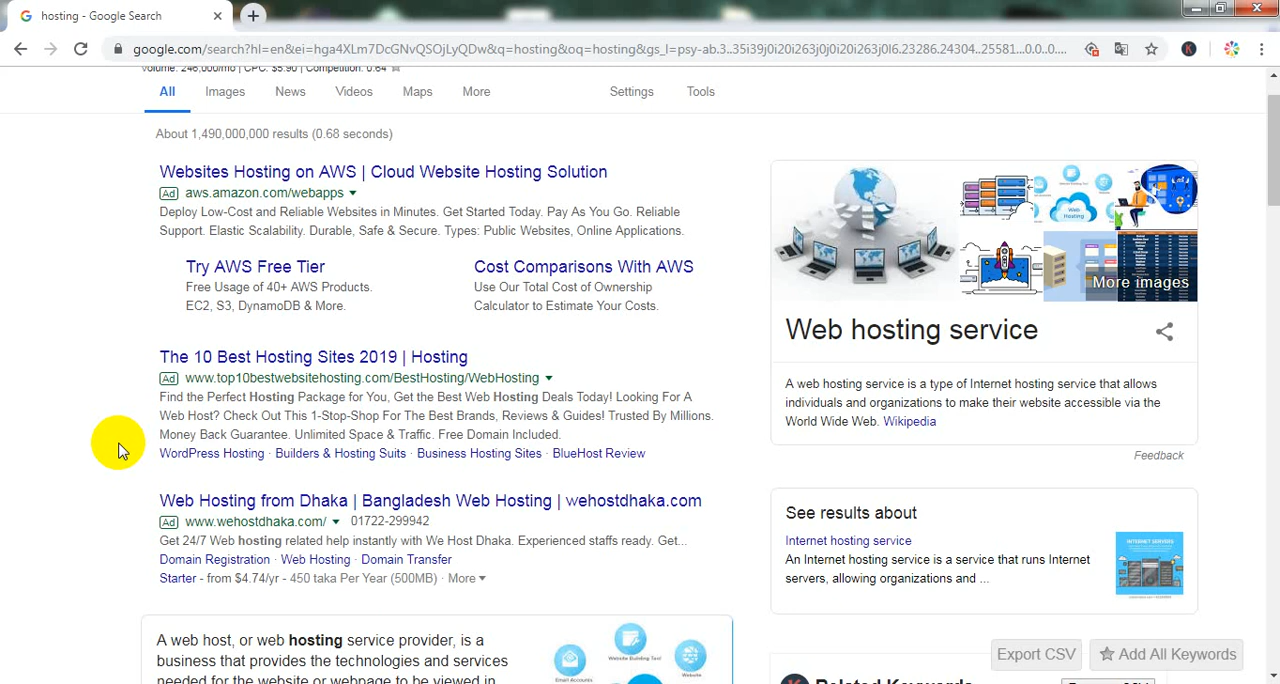 hosting - Google Search
google.com/search?hl=en&ei=hga4XLm7DcGNvQSOjLyQDw&q=hosting&oq=hosting&gs_l=psy-ab.3..35i39j0i20i263j0j0i20i263j0l6.23286.24304..25581...0.0..0....
Volume: 246,000/mo | CPC: $5.90 | Competition: 0.64
All Images News Videos Maps More Settings Tools
About 1,490,000,000 results (0.68 seconds)
Websites Hosting on AWS | Cloud Website Hosting Solution
Ad aws.amazon.com/webapps
Deploy Low-Cost and Reliable Websites in Minutes. Get Started Today. Pay As You Go. Reliable
Support. Elastic Scalability. Durable, Safe & Secure. Types: Public Websites, Online Applications.
Try AWS Free Tier
Free Usage of 40+ AWS Products.
EC2, S3, DynamoDB & More.
Cost Comparisons With AWS
Use Our Total Cost of Ownership
Calculator to Estimate Your Costs.
The 10 Best Hosting Sites 2019 | Hosting
Ad www.top10bestwebsitehosting.com/BestHosting/WebHosting
Find the Perfect Hosting Package for You, Get the Best Web Hosting Deals Today! Looking For A
Web Host? Check Out This 1-Stop-Shop For The Best Brands, Reviews & Guides! Trusted By Millions.
Money Back Guarantee. Unlimited Space & Traffic. Free Domain Included.
WordPress Hosting · Builders & Hosting Suits · Business Hosting Sites · BlueHost Review
Web Hosting from Dhaka | Bangladesh Web Hosting | wehostdhaka.com
Ad www.wehostdhaka.com/ 01722-299942
Get 24/7 Web hosting related help instantly with We Host Dhaka. Experienced staffs ready. Get...
Domain Registration · Web Hosting · Domain Transfer
Starter - from $4.74/yr - 450 taka Per Year (500MB) · More
A web host, or web hosting service provider, is a
business that provides the technologies and services
needed for the website or webpage to be viewed in
Website Building Tool
Email Accounts
Website
Web Hosting
More images
Web hosting service
A web hosting service is a type of Internet hosting service that allows
individuals and organizations to make their website accessible via the
World Wide Web. Wikipedia
Feedback
See results about
Internet hosting service
An Internet hosting service is a service that runs Internet
servers, allowing organizations and ...
INTERNET SERVERS
Export CSV Add All Keywords
Related Keywords